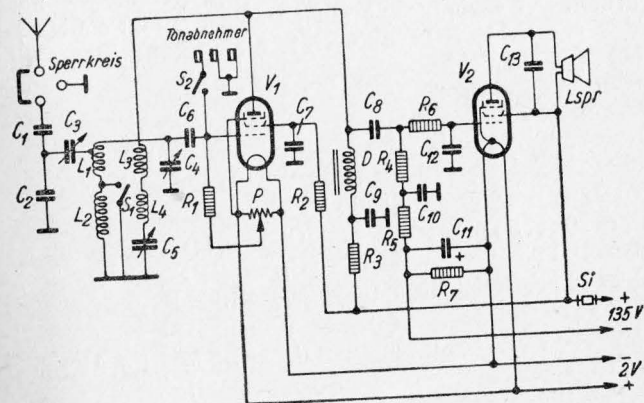 Tonabnehmer
Sperrkreis
S2
V1
V2
C13
Lspr
C1
C3
C6
C7
C8
R6
L1
L3
C4
D
R4
C12
C2
L2
S1
L4
R1
P
R2
C9
C10
C5
R5
C11
+
R3
R7
Si
+
135V
−
−
2V
+